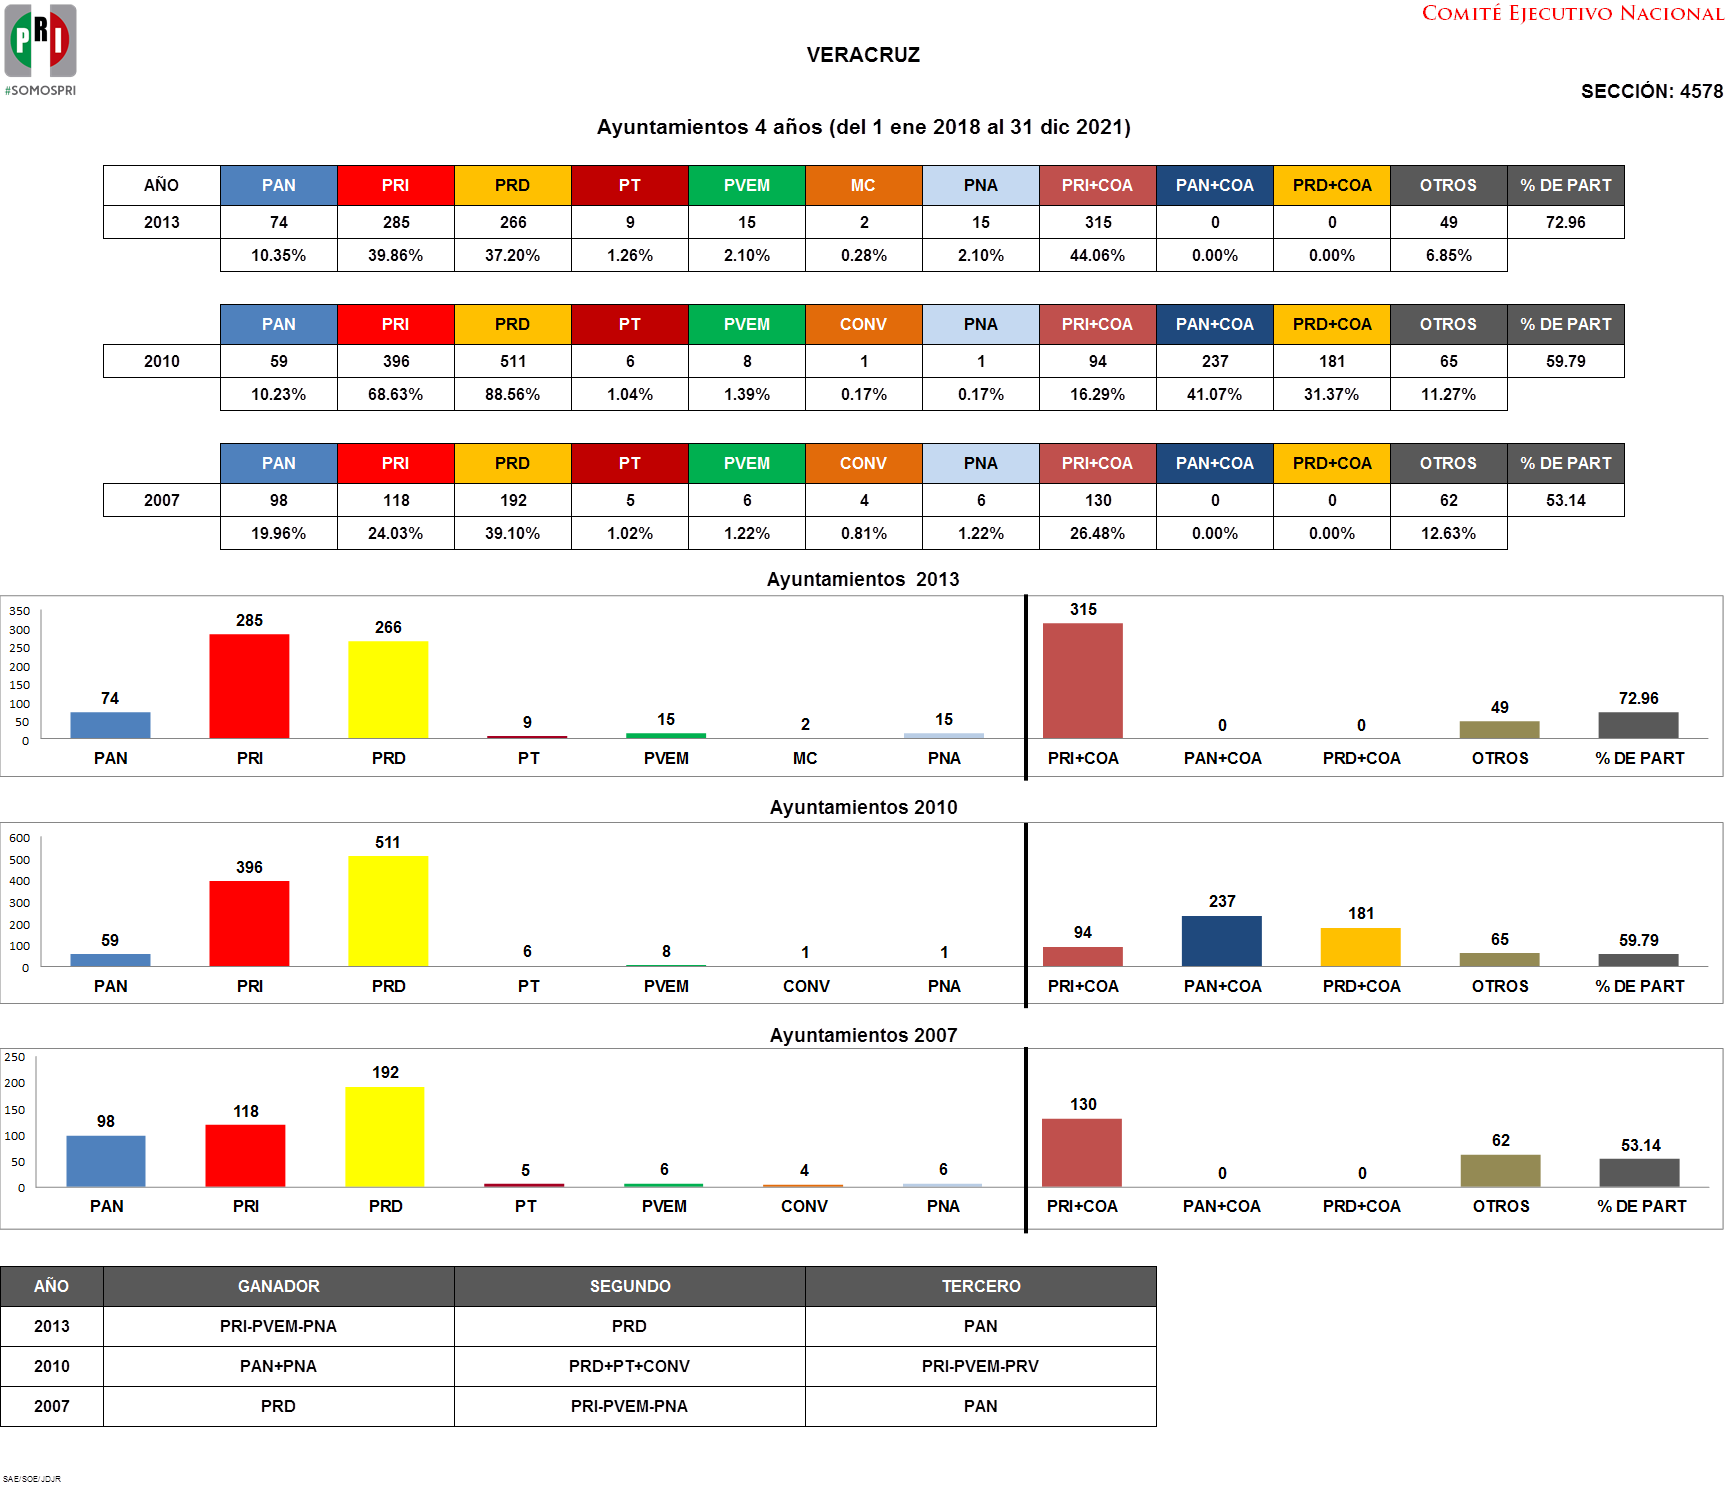 PRI
#SOMOSPRI
COMITÉ EJECUTIVO NACIONAL
VERACRUZ
SECCIÓN: 4578
Ayuntamientos 4 años (del 1 ene 2018 al 31 dic 2021)
AÑO PAN PRI PRD PT PVEM MC PNA PRI+COA PAN+COA PRD+COA OTROS % DE PART
2013 74 285 266 9 15 2 15 315 0 0 49 72.96
10.35% 39.86% 37.20% 1.26% 2.10% 0.28% 2.10% 44.06% 0.00% 0.00% 6.85%
PAN PRI PRD PT PVEM CONV PNA PRI+COA PAN+COA PRD+COA OTROS % DE PART
2010 59 396 511 6 8 1 1 94 237 181 65 59.79
10.23% 68.63% 88.56% 1.04% 1.39% 0.17% 0.17% 16.29% 41.07% 31.37% 11.27%
PAN PRI PRD PT PVEM CONV PNA PRI+COA PAN+COA PRD+COA OTROS % DE PART
2007 98 118 192 5 6 4 6 130 0 0 62 53.14
19.96% 24.03% 39.10% 1.02% 1.22% 0.81% 1.22% 26.48% 0.00% 0.00% 12.63%
Ayuntamientos 2013
350
300
250
200
150
100
50
0
74 285 266 9 15 2 15 315 0 0 49 72.96
PAN PRI PRD PT PVEM MC PNA PRI+COA PAN+COA PRD+COA OTROS % DE PART
Ayuntamientos 2010
600
500
400
300
200
100
0
59 396 511 6 8 1 1 94 237 181 65 59.79
PAN PRI PRD PT PVEM CONV PNA PRI+COA PAN+COA PRD+COA OTROS % DE PART
Ayuntamientos 2007
250
200
150
100
50
0
98 118 192 5 6 4 6 130 0 0 62 53.14
PAN PRI PRD PT PVEM CONV PNA PRI+COA PAN+COA PRD+COA OTROS % DE PART
AÑO GANADOR SEGUNDO TERCERO
2013 PRI-PVEM-PNA PRD PAN
2010 PAN+PNA PRD+PT+CONV PRI-PVEM-PRV
2007 PRD PRI-PVEM-PNA PAN
SAE/SOE/JDJR